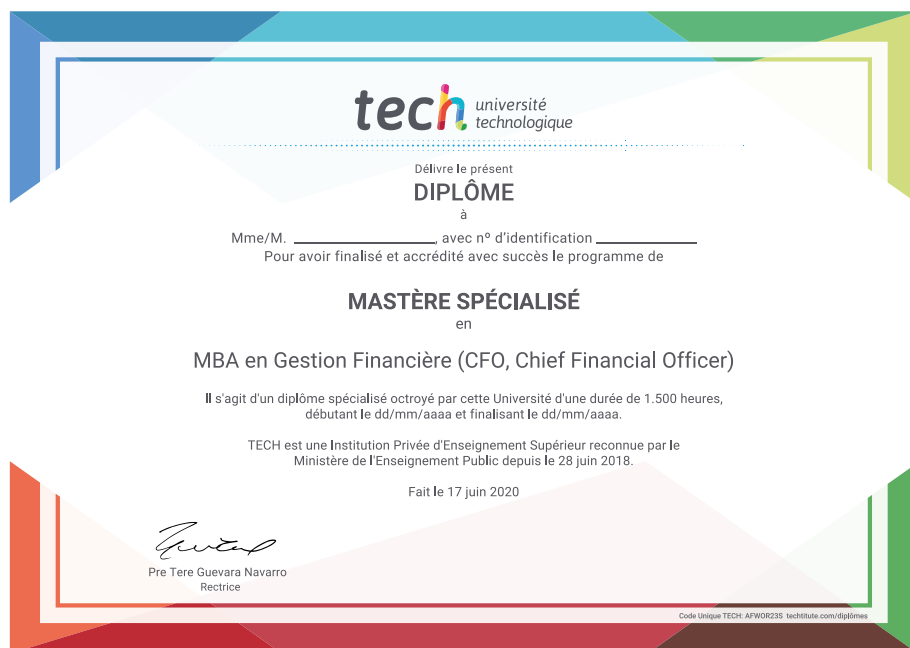 tech université
technologique
Délivre le présent
DIPLÔME
à
Mme/M. ____________, avec nº d'identification ____________
Pour avoir finalisé et accrédité avec succès le programme de
MASTÈRE SPÉCIALISÉ
en
MBA en Gestion Financière (CFO, Chief Financial Officer)
Il s'agit d'un diplôme spécialisé octroyé par cette Université d'une durée de 1.500 heures,
débutant le dd/mm/aaaa et finalisant le dd/mm/aaaa.
TECH est une Institution Privée d'Enseignement Supérieur reconnue par le
Ministère de l'Enseignement Public depuis le 28 juin 2018.
Fait le 17 juin 2020
Pre Tere Guevara Navarro
Rectrice
Code Unique TECH: AFWOR23S techtitute.com/diplômes